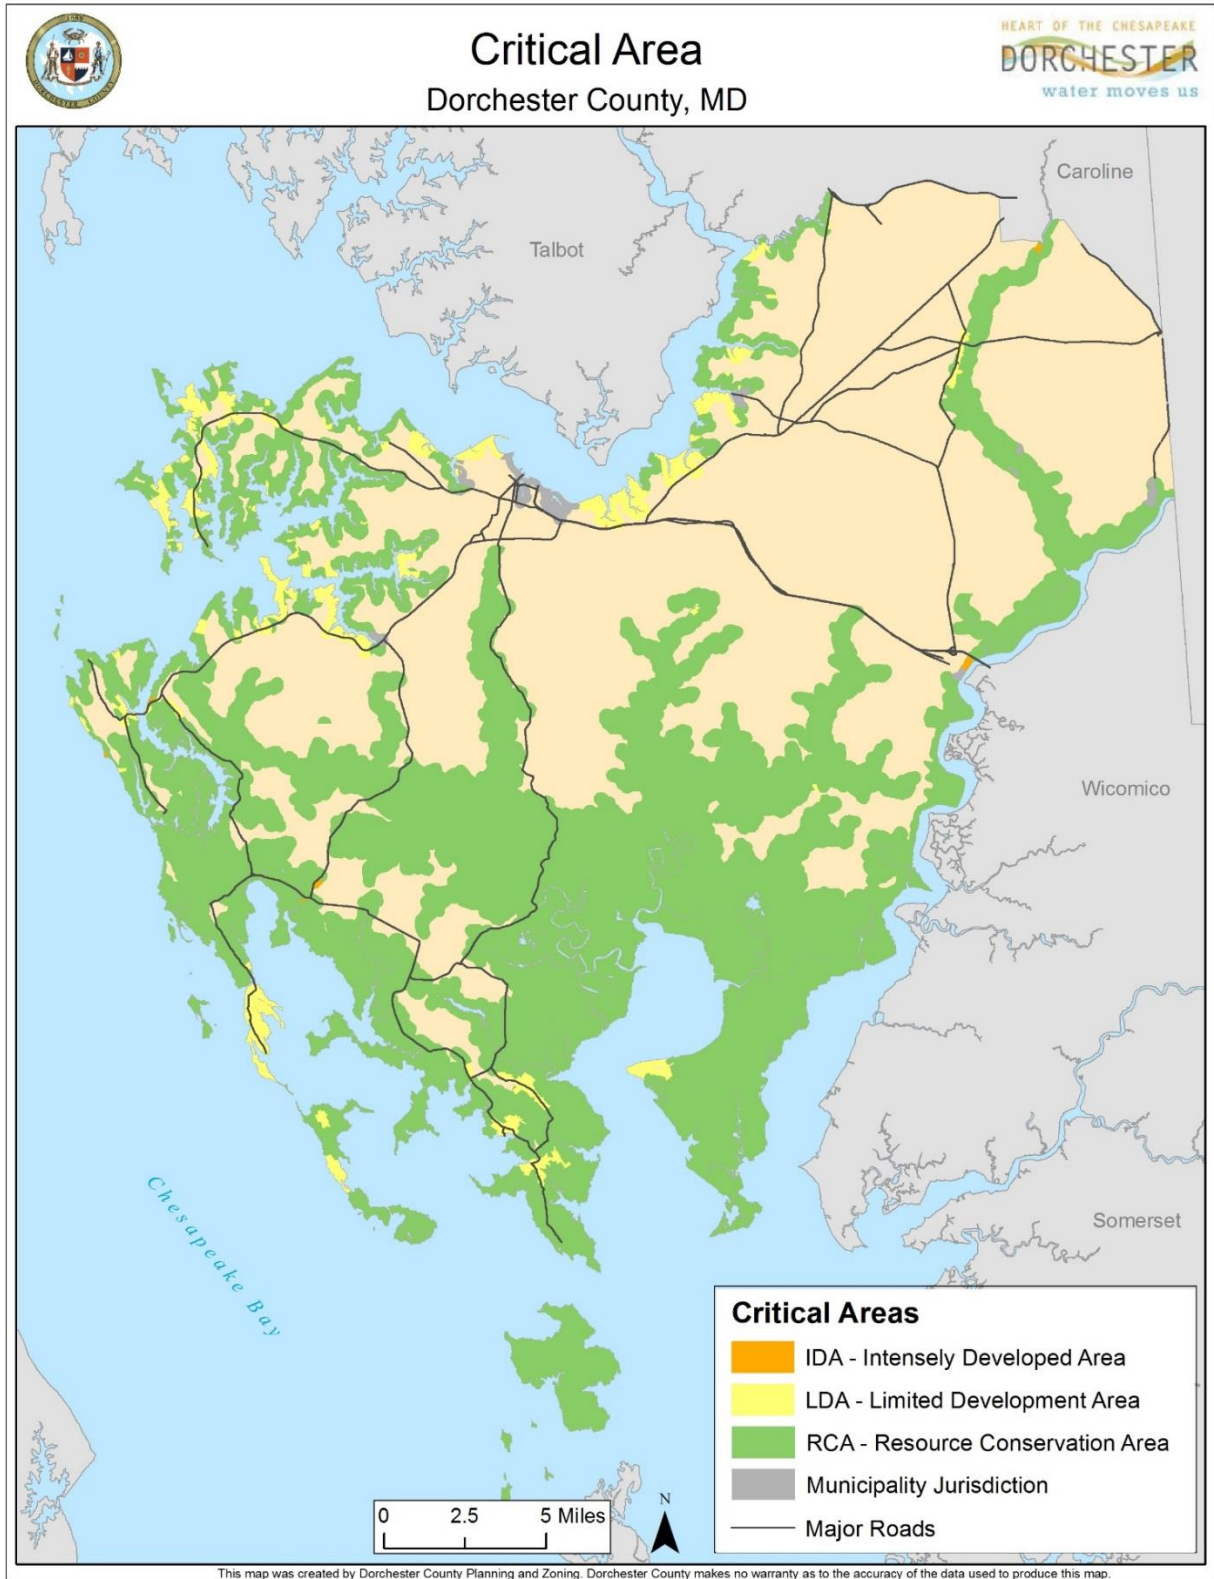 Critical Area
Dorchester County, MD
HEART OF THE CHESAPEAKE
DORCHESTER
water moves us
Caroline
Talbot
Wicomico
Chesapeake Bay
Somerset
Critical Areas
IDA - Intensely Developed Area
LDA - Limited Development Area
RCA - Resource Conservation Area
Municipality Jurisdiction
Major Roads
0 2.5 5 Miles
N
This map was created by Dorchester County Planning and Zoning. Dorchester County makes no warranty as to the accuracy of the data used to produce this map.